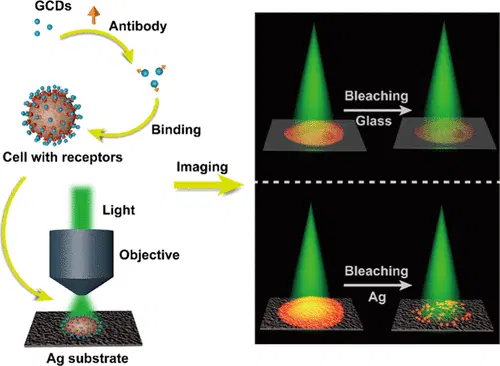 GCDs
Antibody
Binding
Cell with receptors
Light
Objective
Ag substrate
Imaging
Bleaching
Glass
Bleaching
Ag